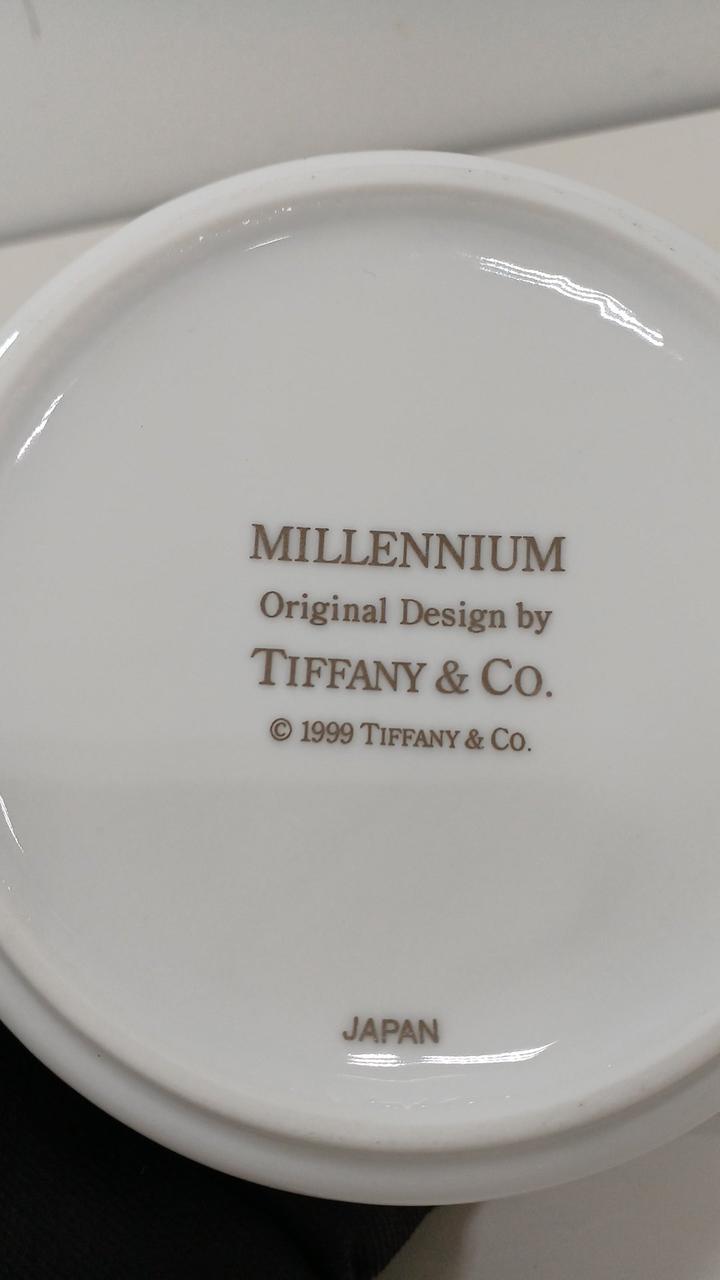 MILLENNIUM
Original Design by
TIFFANY & CO.
© 1999 TIFFANY & CO.
JAPAN